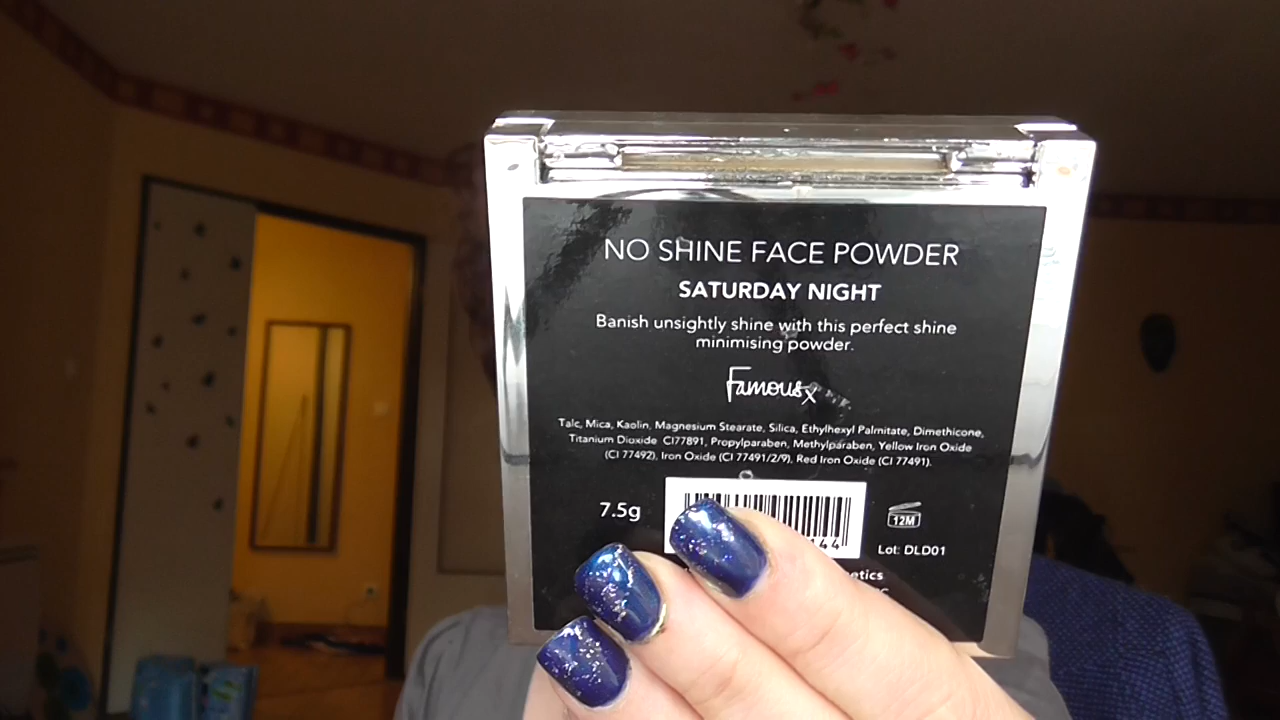 NO SHINE FACE POWDER
SATURDAY NIGHT
Banish unsightly shine with this perfect shine
minimising powder.
Famous x
Talc, Mica, Kaolin, Magnesium Stearate, Silica, Ethylhexyl Palmitate, Dimethicone,
Titanium Dioxide CI77891, Propylparaben, Methylparaben, Yellow Iron Oxide
(CI 77492), Iron Oxide (CI 77491/2/9), Red Iron Oxide (CI 77491).
7.5g
12M
44
Lot: DLD01